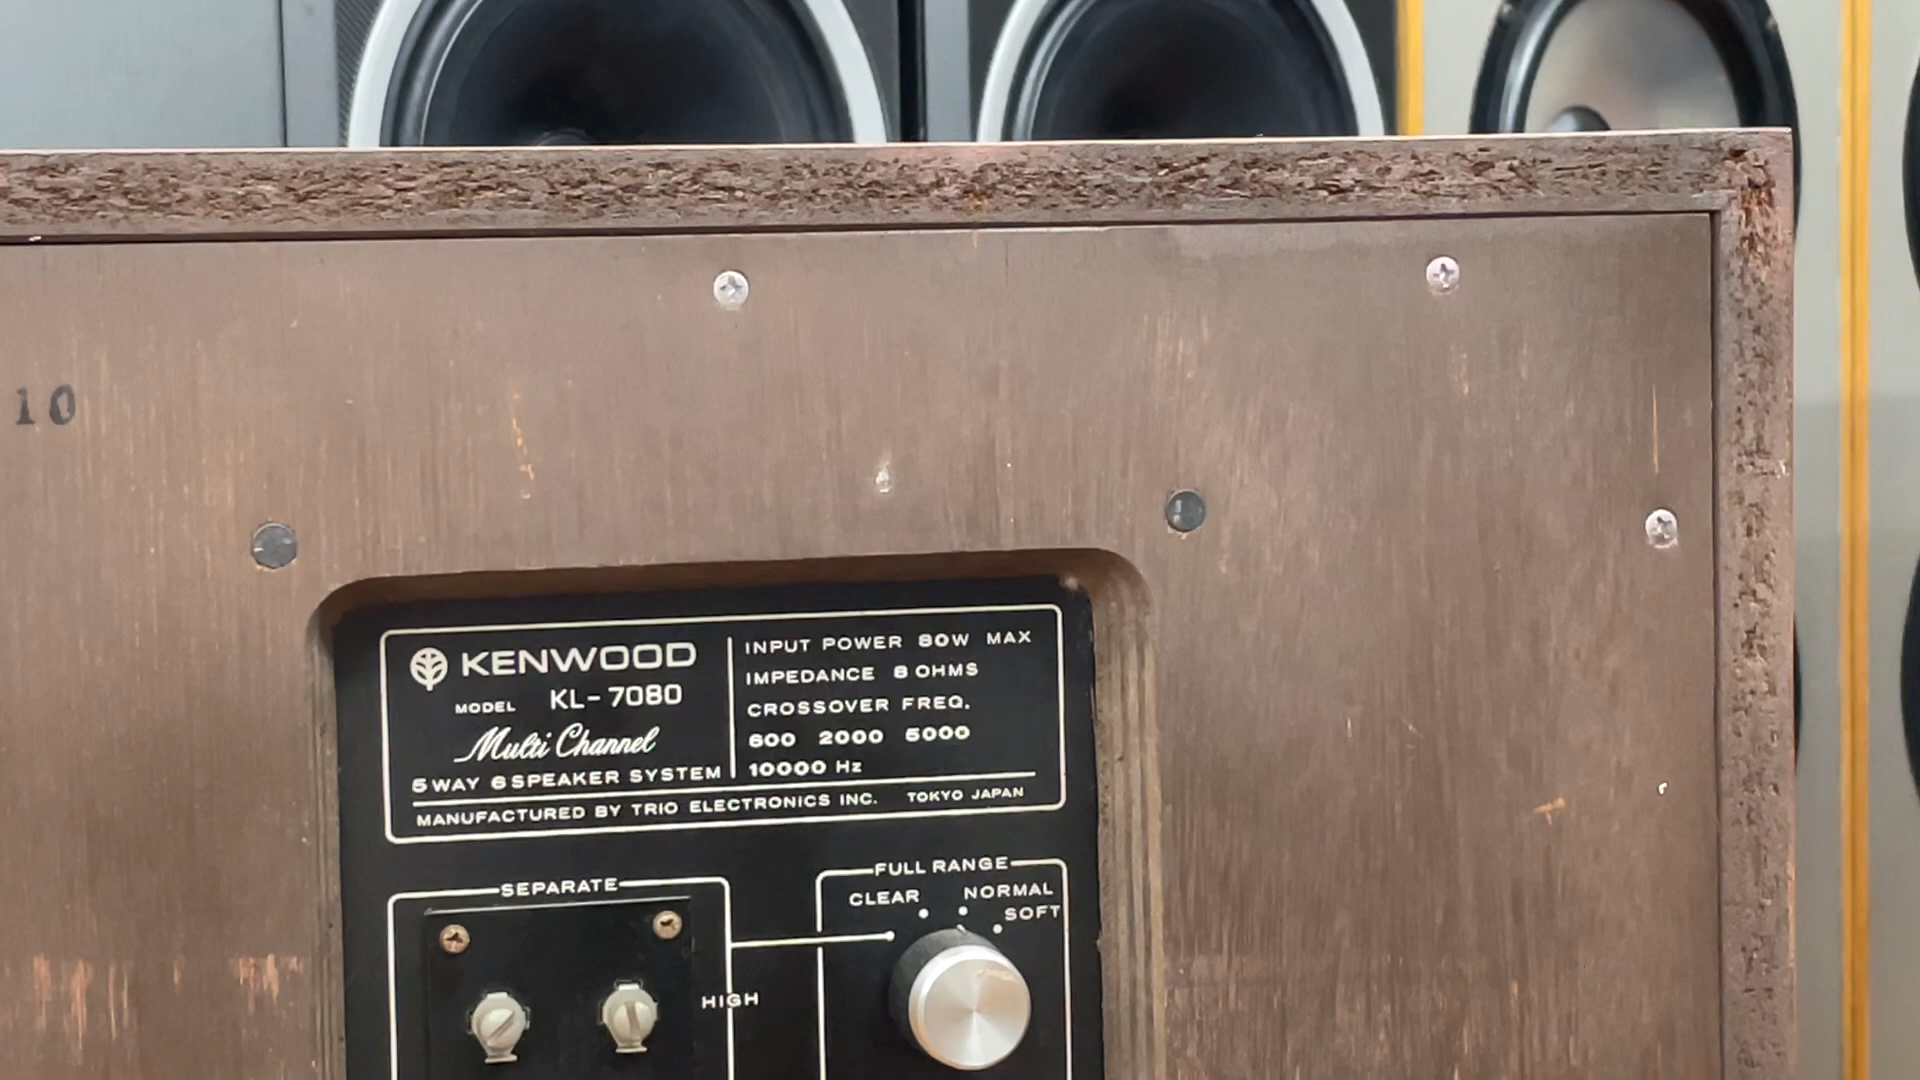 10
KENWOOD
MODEL KL-7080
Multi Channel
5 WAY 6 SPEAKER SYSTEM
INPUT POWER 80W MAX
IMPEDANCE 8 OHMS
CROSSOVER FREQ.
600 2000 5000
10000 Hz
MANUFACTURED BY TRIO ELECTRONICS INC. TOKYO JAPAN
SEPARATE
HIGH
FULL RANGE
CLEAR
NORMAL
SOFT